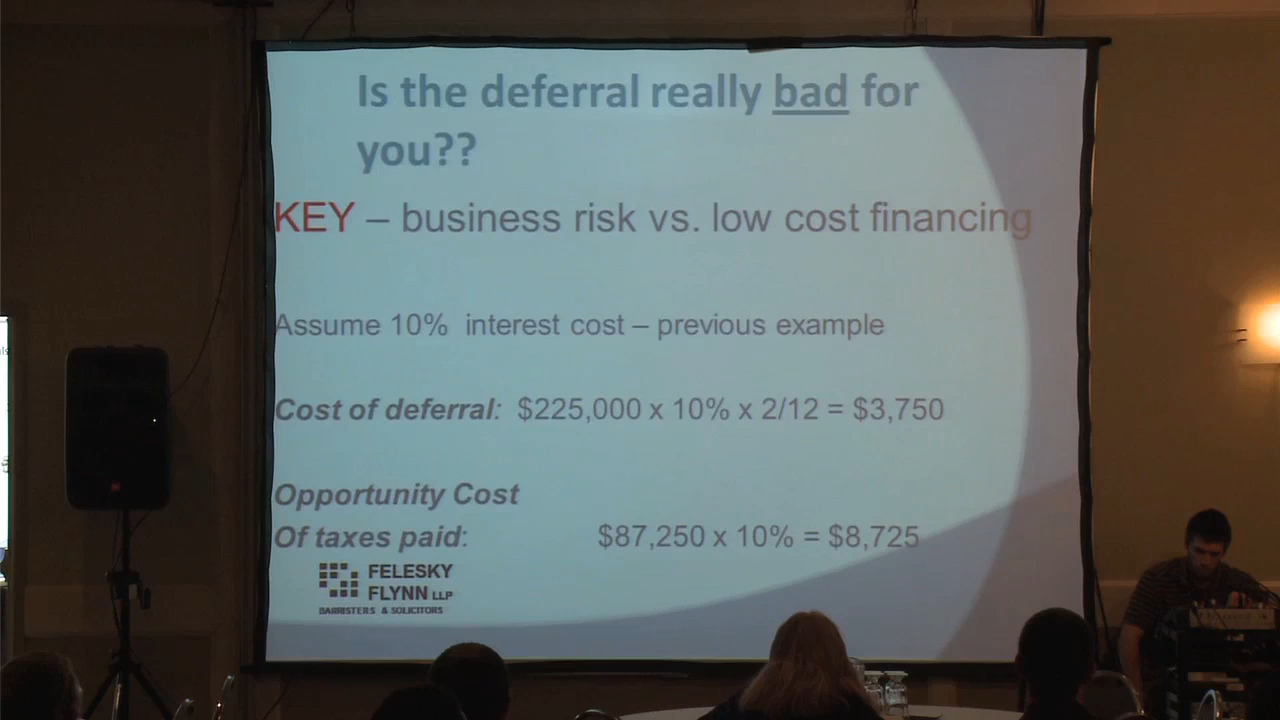 Is the deferral really bad for
you??
KEY – business risk vs. low cost financing
Assume 10% interest cost – previous example
Cost of deferral: $225,000 x 10% x 2/12 = $3,750
Opportunity Cost
Of taxes paid: $87,250 x 10% = $8,725
FELESKY
FLYNN LLP
BARRISTERS & SOLICITORS